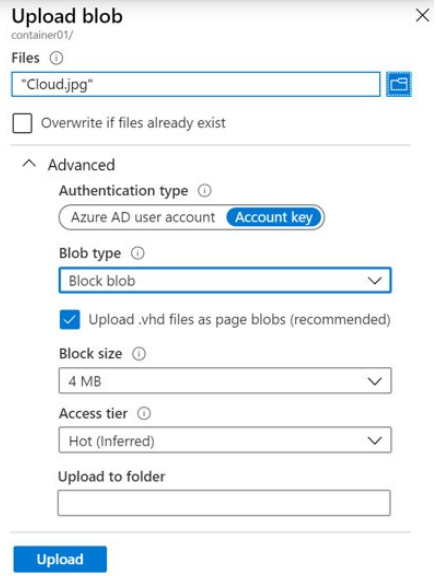 Upload blob
container01/
Files
"Cloud.jpg"
Overwrite if files already exist
Advanced
Authentication type
Azure AD user account Account key
Blob type
Block blob
Upload .vhd files as page blobs (recommended)
Block size
4 MB
Access tier
Hot (Inferred)
Upload to folder
Upload